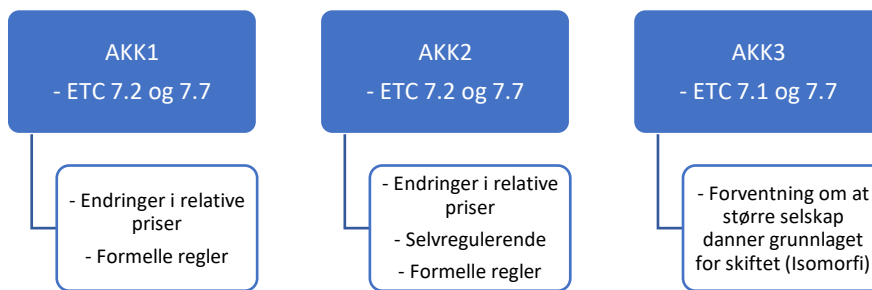 AKK1
- ETC 7.2 og 7.7
- Endringer i relative
priser
- Formelle regler
AKK2
- ETC 7.2 og 7.7
- Endringer i relative
priser
- Selvregulerende
- Formelle regler
AKK3
- ETC 7.1 og 7.7
- Forventning om at
større selskap
danner grunnlaget
for skiftet (Isomorfi)